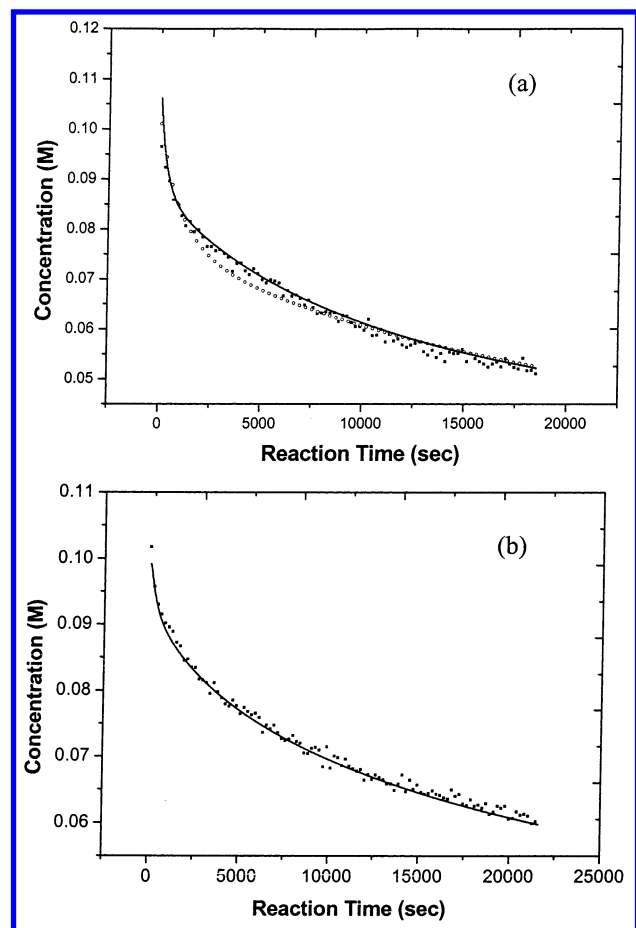 0.12
0.11
0.10
0.09
0.08
0.07
0.06
0.05
Concentration (M)
(a)
0 5000 10000 15000 20000
Reaction Time (sec)
0.11
0.10
0.09
0.08
0.07
0.06
Concentration (M)
(b)
0 5000 10000 15000 20000 25000
Reaction Time (sec)